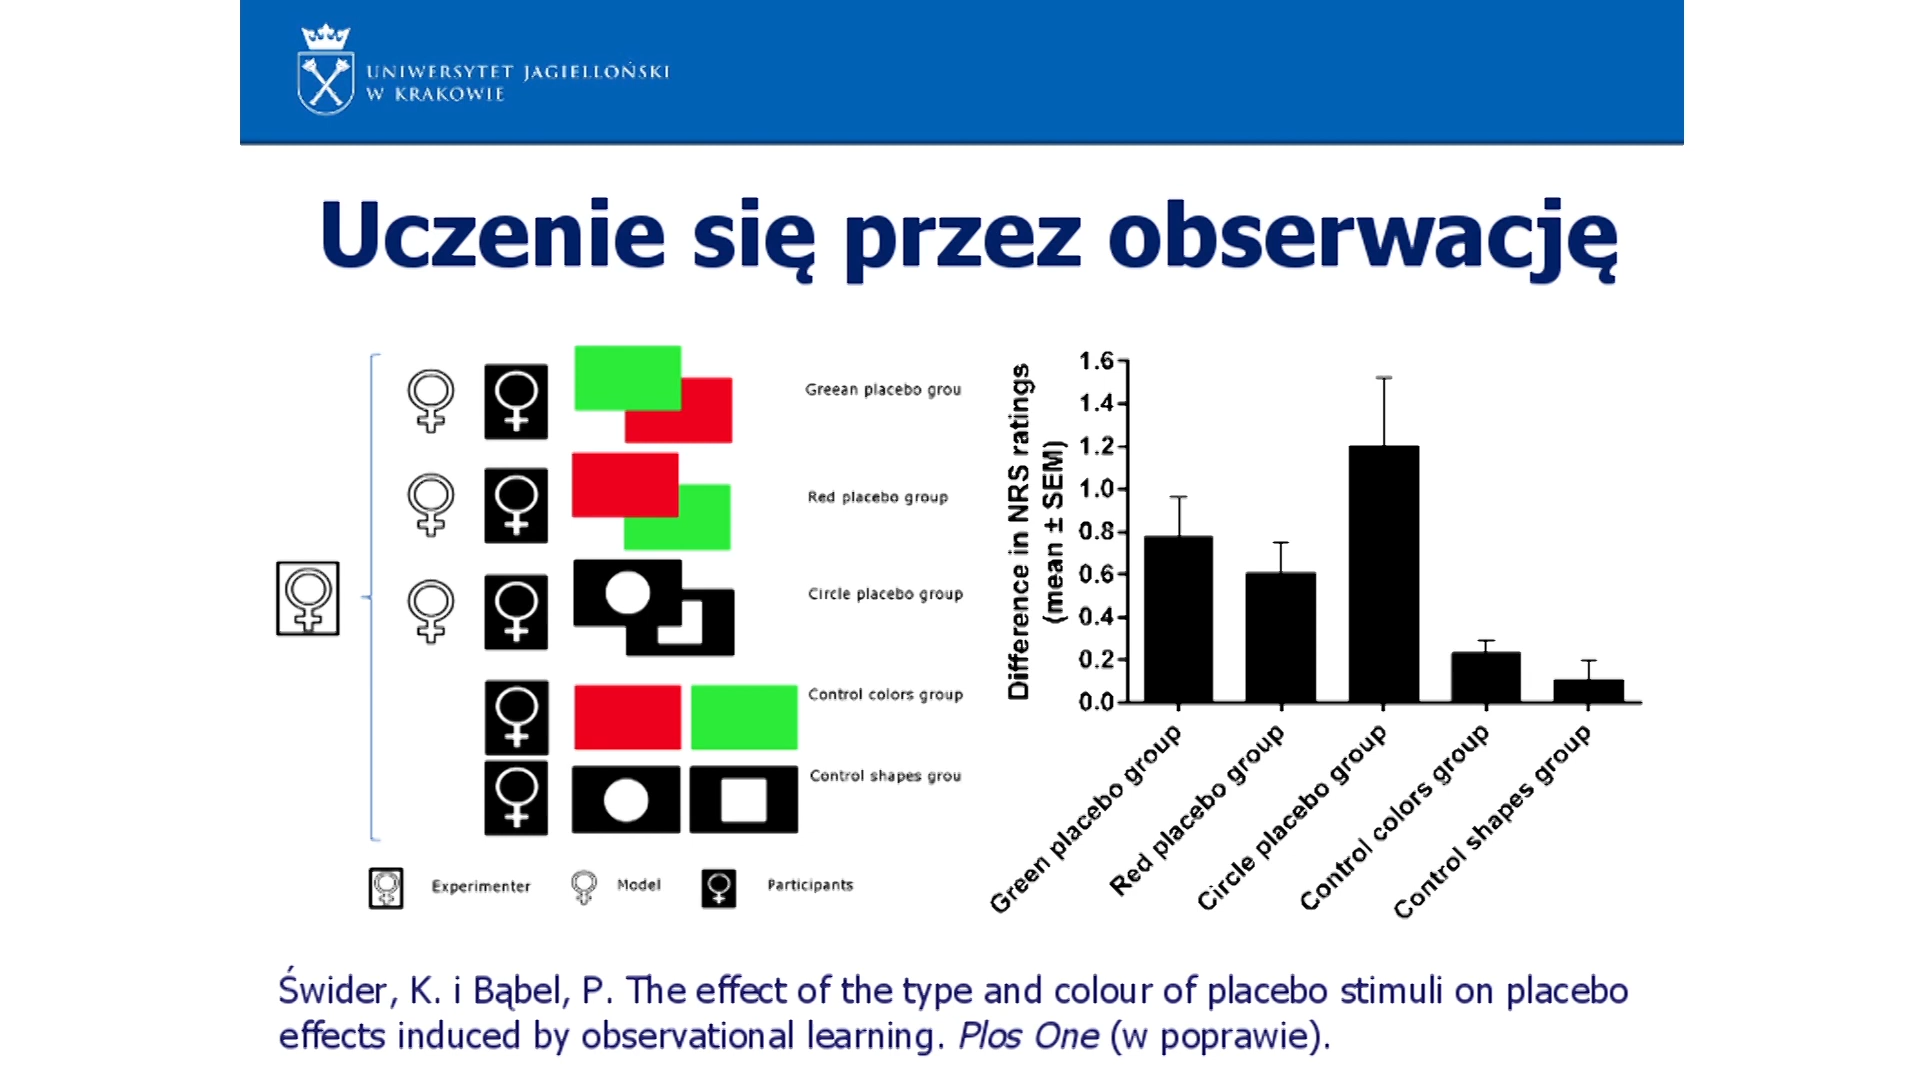 UNIWERSYTET JAGIELLOŃSKI
W KRAKOWIE
Uczenie się przez obserwację
Greean placebo grou
Red placebo group
Circle placebo group
Control colors group
Control shapes grou
Experimenter
Model
Participants
Difference in NRS ratings
(mean ± SEM)
1.6
1.4
1.2
1.0
0.8
0.6
0.4
0.2
0.0
Green placebo group
Red placebo group
Circle placebo group
Control colors group
Control shapes group
Świder, K. i Bąbel, P. The effect of the type and colour of placebo stimuli on placebo
effects induced by observational learning. Plos One (w poprawie).